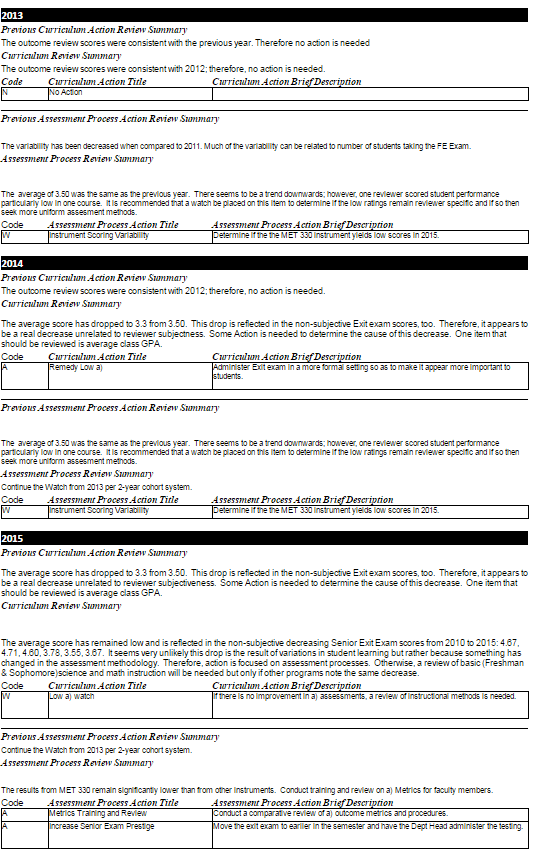 2013
Previous Curriculum Action Review Summary
The outcome review scores were consistent with the previous year. Therefore no action is needed
Curriculum Review Summary
The outcome review scores were consistent with 2012; therefore, no action is needed.
Code Curriculum Action Title Curriculum Action Brief Description
N No Action
Previous Assessment Process Action Review Summary
The variability has been decreased when compared to 2011. Much of the variability can be related to number of students taking the FE Exam.
Assessment Process Review Summary
The average of 3.50 was the same as the previous year. There seems to be a trend downwards; however, one reviewer scored student performance
particularly low in one course. It is recommended that a watch be placed on this item to determine if the low ratings remain reviewer specific and if so then
seek more uniform assesment methods.
Code Assessment Process Action Title Assessment Process Action Brief Description
W Instrument Scoring Variability Determine if the the MET 330 instrument yields low scores in 2015.
2014
Previous Curriculum Action Review Summary
The outcome review scores were consistent with 2012; therefore, no action is needed.
Curriculum Review Summary
The average score has dropped to 3.3 from 3.50. This drop is reflected in the non-subjective Exit exam scores, too. Therefore, it appears to
be a real decrease unrelated to reviewer subjectness. Some Action is needed to determine the cause of this decrease. One item that
should be reviewed is average class GPA.
Code Curriculum Action Title Curriculum Action Brief Description
A Remedy Low a) Administer Exit exam in a more formal setting so as to make it appear more important to
students.
Previous Assessment Process Action Review Summary
The average of 3.50 was the same as the previous year. There seems to be a trend downwards; however, one reviewer scored student performance
particularly low in one course. It is recommended that a watch be placed on this item to determine if the low ratings remain reviewer specific and if so then
seek more uniform assesment methods.
Assessment Process Review Summary
Continue the Watch from 2013 per 2-year cohort system.
Code Assessment Process Action Title Assessment Process Action Brief Description
W Instrument Scoring Variability Determine if the the MET 330 instrument yields low scores in 2015.
2015
Previous Curriculum Action Review Summary
The average score has dropped to 3.3 from 3.50. This drop is reflected in the non-subjective Exit exam scores, too. Therefore, it appears to
be a real decrease unrelated to reviewer subjectiveness. Some Action is needed to determine the cause of this decrease. One item that
should be reviewed is average class GPA.
Curriculum Review Summary
The average score has remained low and is reflected in the non-subjective decreasing Senior Exit Exam scores from 2010 to 2015: 4.67,
4.71, 4.60, 3.78, 3.55, 3.67. It seems very unlikely this drop is the result of variations in student learning but rather because something has
changed in the assessment methodology. Therefore, action is focused on assessment processes. Otherwise, a review of basic (Freshman
& Sophomore)science and math instruction will be needed but only if other programs note the same decrease.
Code Curriculum Action Title Curriculum Action Brief Description
W Low a) watch If there is no improvement in a) assessments, a review of instructional methods is needed.
Previous Assessment Process Action Review Summary
Continue the Watch from 2013 per 2-year cohort system.
Assessment Process Review Summary
The results from MET 330 remain significantly lower than from other instruments. Conduct training and review on a) Metrics for faculty members.
Code Assessment Process Action Title Assessment Process Action Brief Description
A Metrics Training and Review Conduct a comparative review of a) outcome metrics and procedures.
A Increase Senior Exam Prestige Move the exit exam to earlier in the semester and have the Dept Head administer the testing.